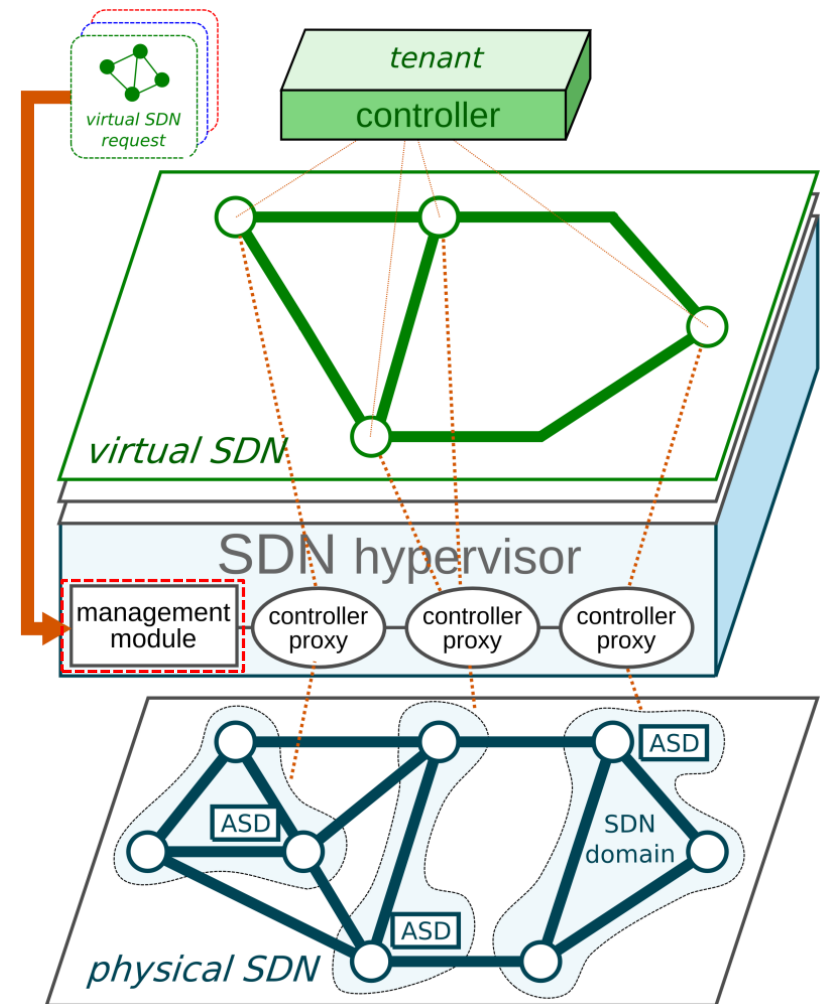 virtual SDN
request
tenant
controller
virtual SDN
SDN hypervisor
management
module
controller
proxy
controller
proxy
controller
proxy
ASD
ASD
SDN
domain
ASD
physical SDN